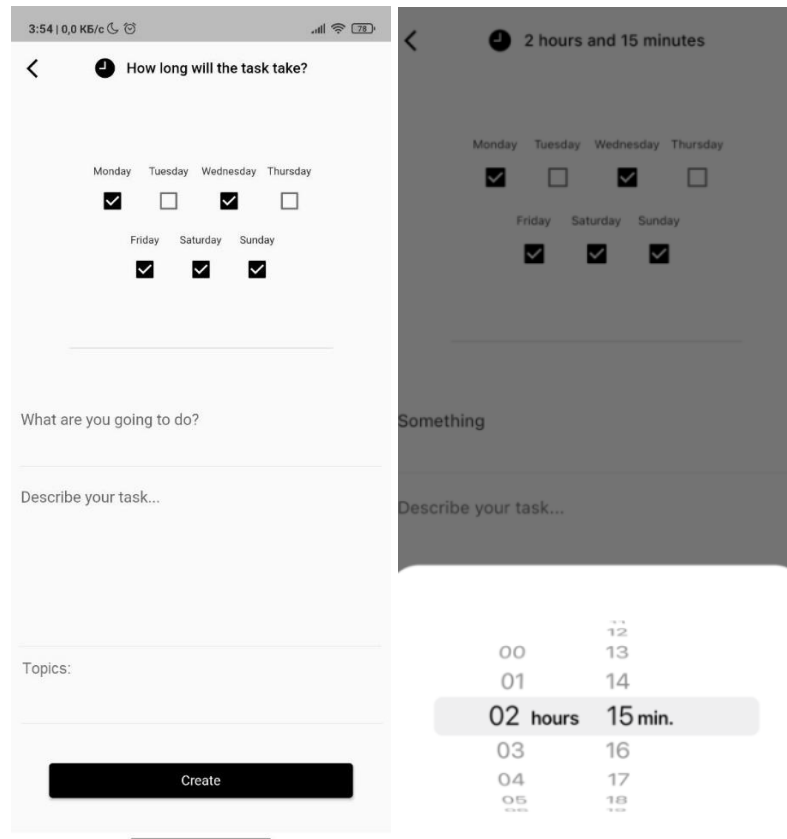 3:54 | 0,0 КБ/с 78
How long will the task take?
Monday Tuesday Wednesday Thursday
Friday Saturday Sunday
What are you going to do?
Describe your task...
Topics:
Create
2 hours and 15 minutes
Monday Tuesday Wednesday Thursday
Friday Saturday Sunday
Something
Describe your task...
12
00 13
01 14
02 hours 15 min.
03 16
04 17
05 18